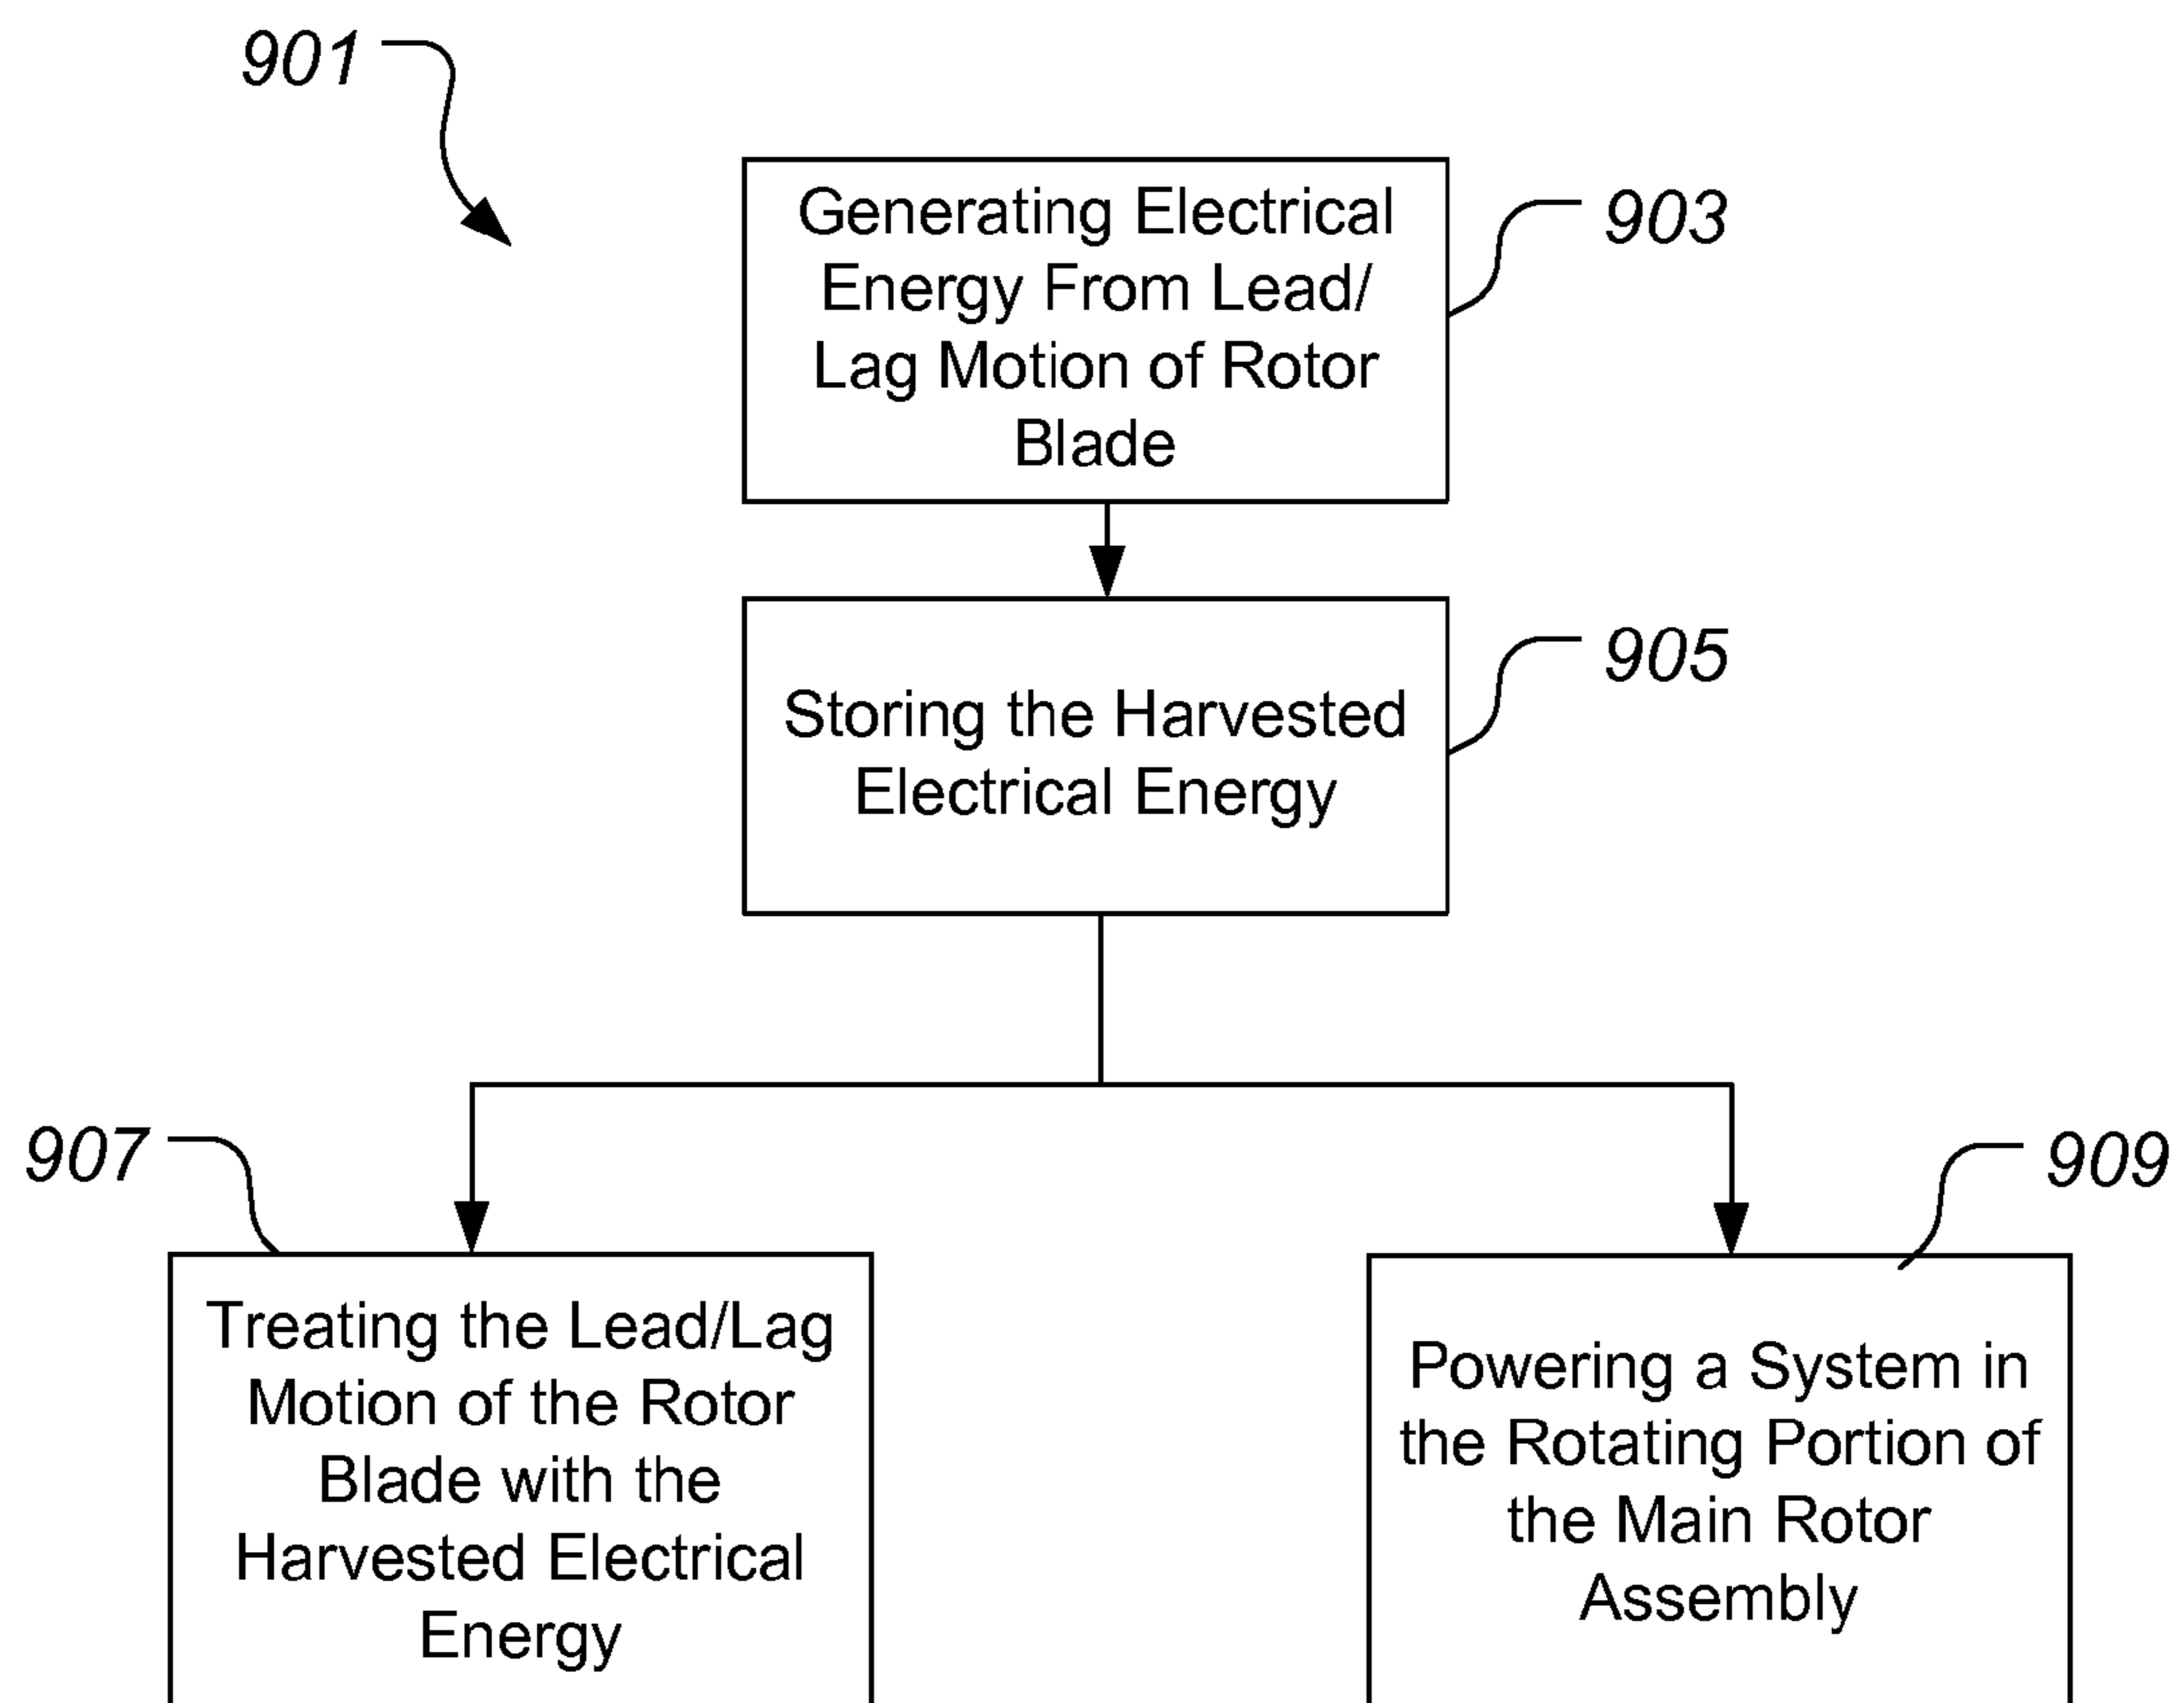 901
Generating Electrical
Energy From Lead/
Lag Motion of Rotor
Blade
903
Storing the Harvested
Electrical Energy
905
907
Treating the Lead/Lag
Motion of the Rotor
Blade with the
Harvested Electrical
Energy
909
Powering a System in
the Rotating Portion of
the Main Rotor
Assembly